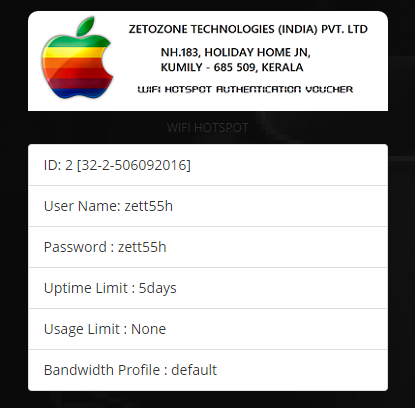 ZETOZONE TECHNOLOGIES (INDIA) PVT. LTD
NH.183, HOLIDAY HOME JN,
KUMILY - 685 509, KERALA
WIFI HOTSPOT AUTHENTICATION VOUCHER
WIFI HOTSPOT
ID: 2 [32-2-506092016]
User Name: zett55h
Password : zett55h
Uptime Limit : 5days
Usage Limit : None
Bandwidth Profile : default